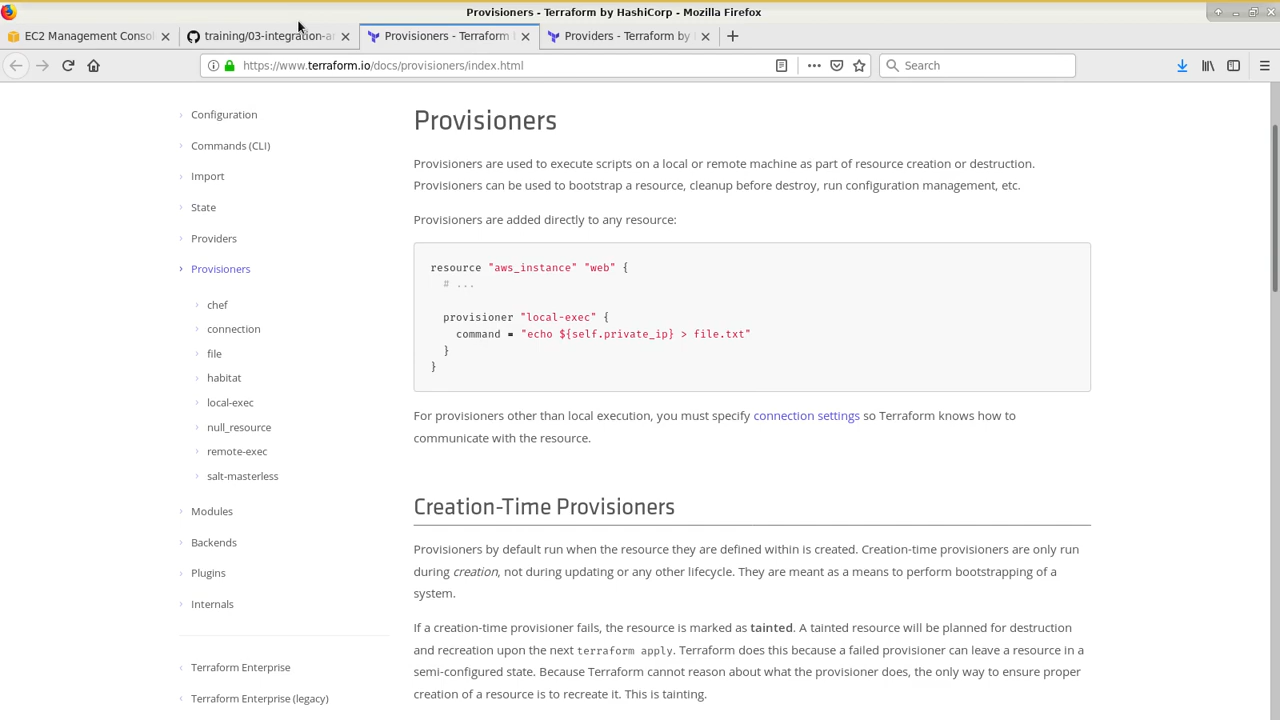 Provisioners - Terraform by HashiCorp - Mozilla Firefox
EC2 Management Consol
training/03-integration-a
Provisioners - Terraform
Providers - Terraform by
https://www.terraform.io/docs/provisioners/index.html
Search
Configuration
Commands (CLI)
Import
State
Providers
Provisioners
chef
connection
file
habitat
local-exec
null_resource
remote-exec
salt-masterless
Modules
Backends
Plugins
Internals
Terraform Enterprise
Terraform Enterprise (legacy)
Provisioners
Provisioners are used to execute scripts on a local or remote machine as part of resource creation or destruction.
Provisioners can be used to bootstrap a resource, cleanup before destroy, run configuration management, etc.
Provisioners are added directly to any resource:
resource "aws_instance" "web" {
# ...
provisioner "local-exec" {
command = "echo ${self.private_ip} > file.txt"
}
}
For provisioners other than local execution, you must specify connection settings so Terraform knows how to
communicate with the resource.
Creation-Time Provisioners
Provisioners by default run when the resource they are defined within is created. Creation-time provisioners are only run
during creation, not during updating or any other lifecycle. They are meant as a means to perform bootstrapping of a
system.
If a creation-time provisioner fails, the resource is marked as tainted. A tainted resource will be planned for destruction
and recreation upon the next terraform apply. Terraform does this because a failed provisioner can leave a resource in a
semi-configured state. Because Terraform cannot reason about what the provisioner does, the only way to ensure proper
creation of a resource is to recreate it. This is tainting.